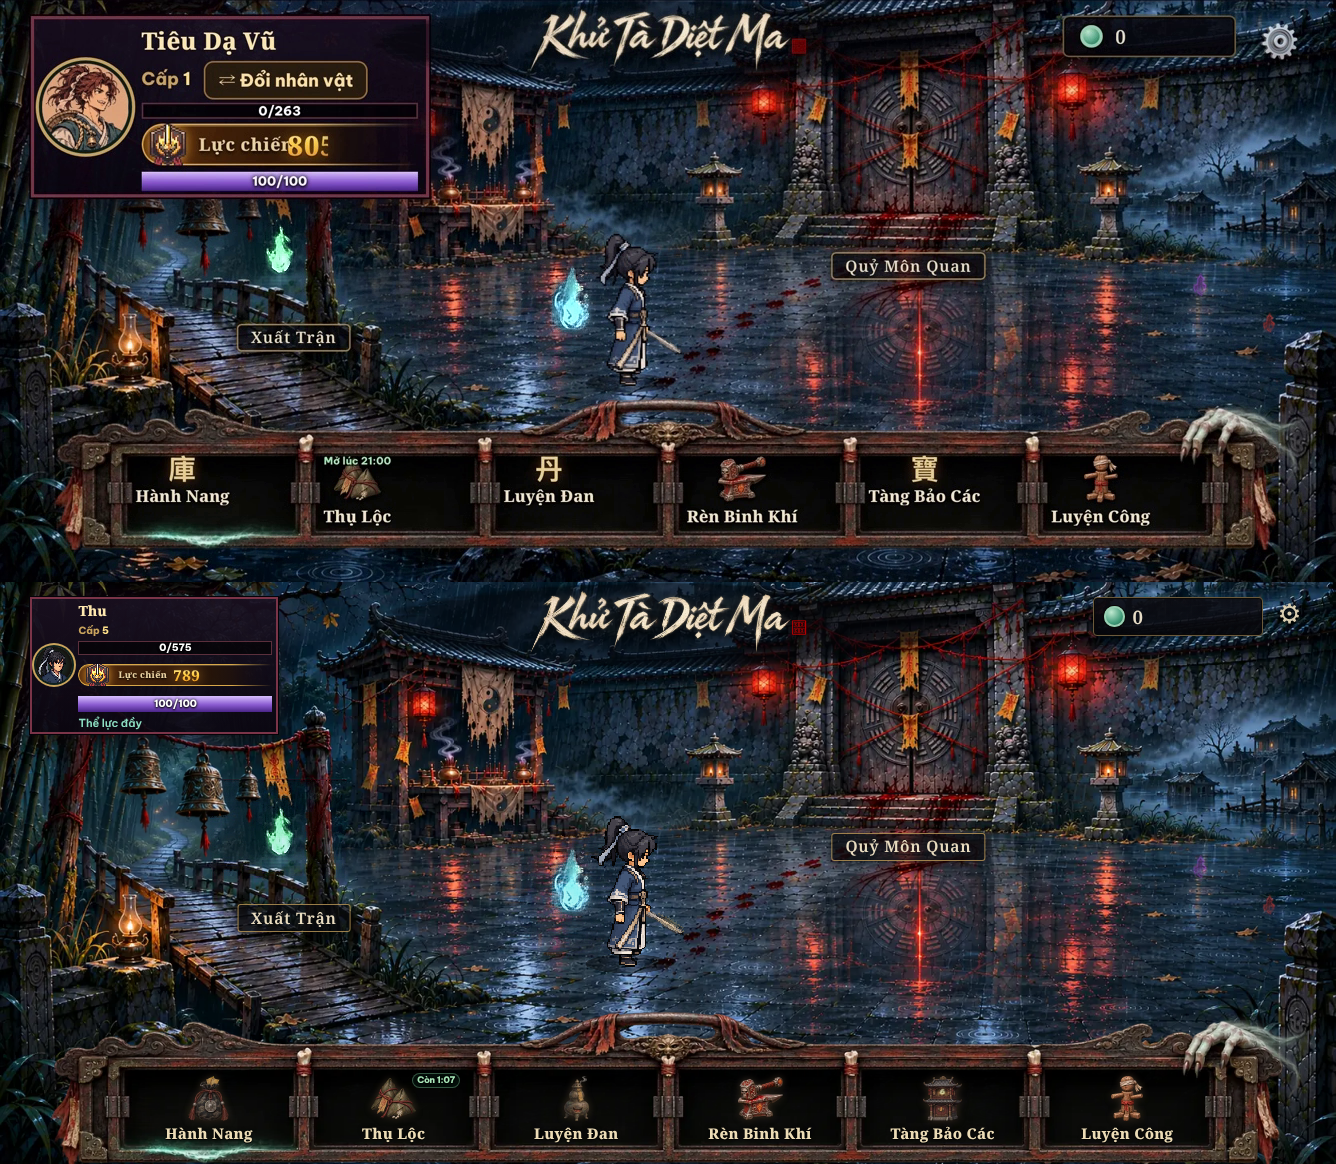 Tiêu Dạ Vũ
Cấp 1
⇄ Đổi nhân vật
0/263
Lực chiến 805
100/100
Khử Tà Diệt Ma
0
Quỷ Môn Quan
Xuất Trận
庫
Hành Nang
Mở lúc 21:00
Thụ Lộc
丹
Luyện Đan
Rèn Binh Khí
寶
Tàng Bảo Các
Luyện Công
Thu
Cấp 5
0/575
Lực chiến 789
100/100
Thể lực đầy
Khử Tà Diệt Ma
0
Quỷ Môn Quan
Xuất Trận
Hành Nang
Còn 1:07
Thụ Lộc
Luyện Đan
Rèn Binh Khí
Tàng Bảo Các
Luyện Công